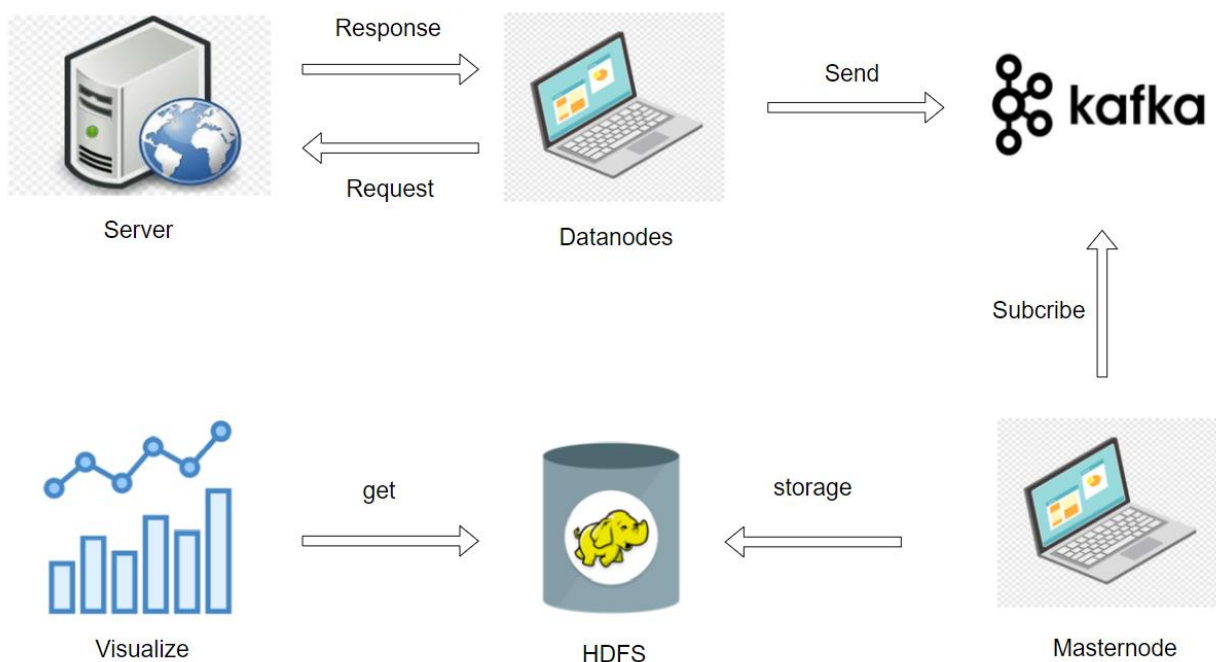 Response
Send
kafka
Request
Server
Datanodes
Subcribe
get
storage
Visualize
HDFS
Masternode